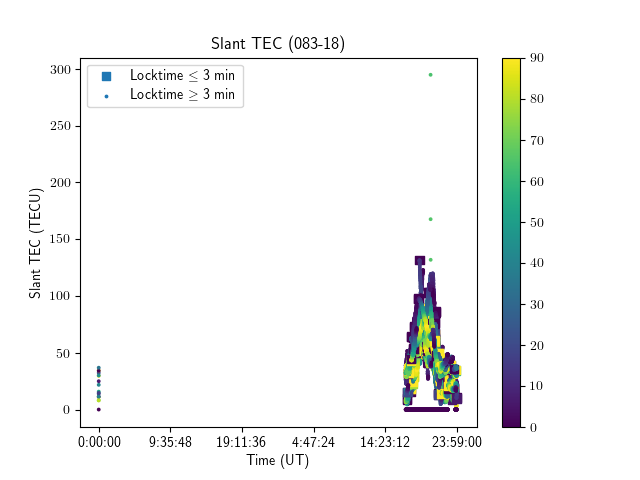 Slant TEC (083-18)
Locktime ≤ 3 min
Locktime ≥ 3 min
Slant TEC (TECU)
300
250
200
150
100
50
0
0:00:00 9:35:48 19:11:36 4:47:24 14:23:12 23:59:00
Time (UT)
90
80
70
60
50
40
30
20
10
0